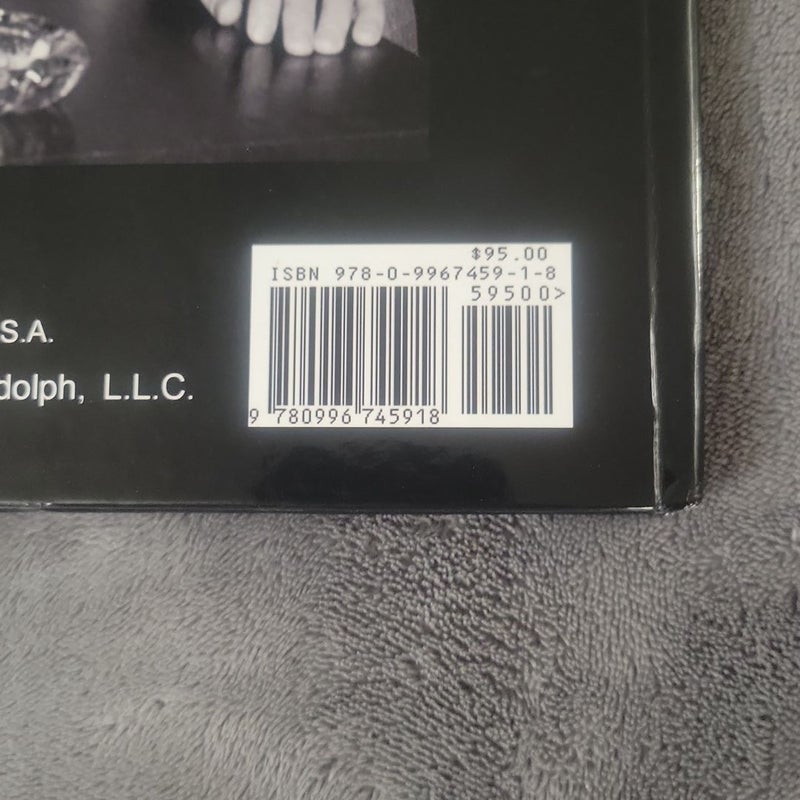 $95.00
ISBN 978-0-9967459-1-8
59500>
S.A.
dolph, L.L.C.
9 780996 745918